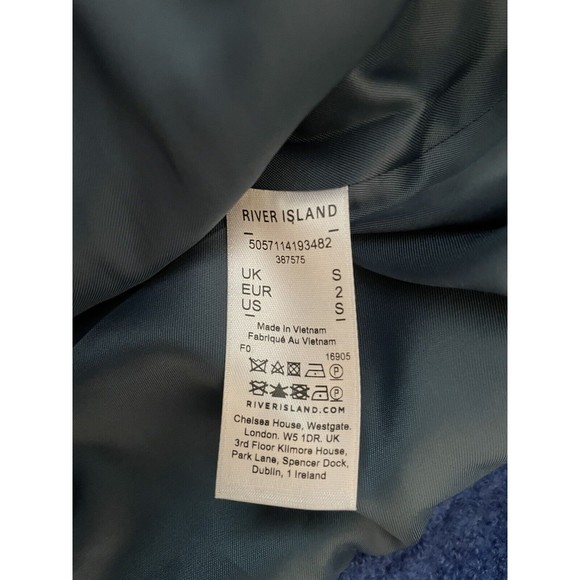 RIVER ISLAND
5057114193482
387575
UK S
EUR 2
US S
Made in Vietnam
Fabriqué Au Vietnam
F0 16905
P
P
RIVERISLAND.COM
Chelsea House, Westgate.
London. W5 1DR. UK
3rd Floor Kilmore House,
Park Lane, Spencer Dock,
Dublin, 1 Ireland